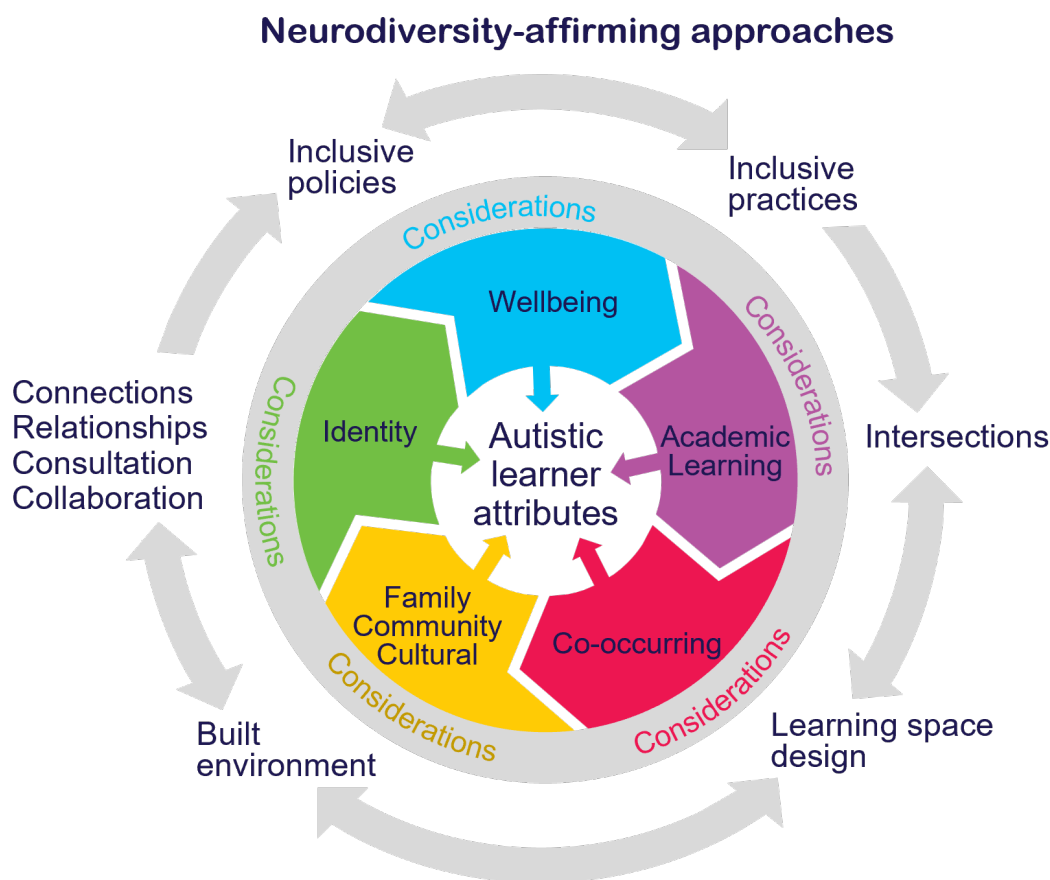 Neurodiversity-affirming approaches
Inclusive
policies
Inclusive
practices
Considerations
Wellbeing
Considerations
Considerations
Connections
Relationships
Consultation
Collaboration
Identity
Autistic
learner
attributes
Academic
Learning
Intersections
Family
Community
Cultural
Co-occurring
Considerations
Considerations
Built
environment
Learning space
design